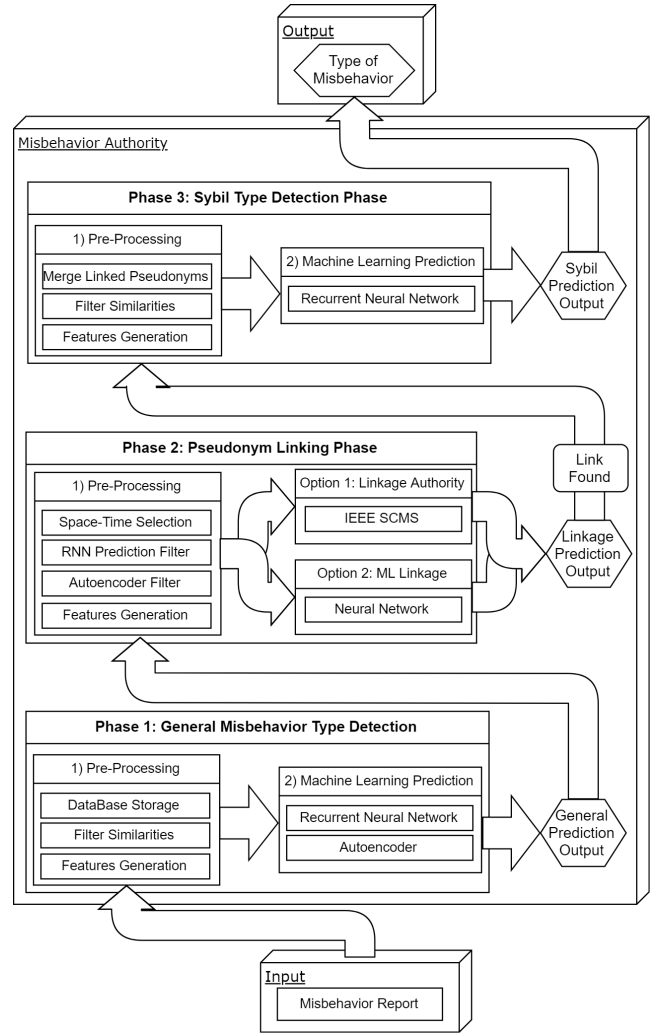 Output
Type of
Misbehavior
Misbehavior Authority
Phase 3: Sybil Type Detection Phase
1) Pre-Processing
Merge Linked Pseudonyms
Filter Similarities
Features Generation
2) Machine Learning Prediction
Recurrent Neural Network
Sybil
Prediction
Output
Link
Found
Phase 2: Pseudonym Linking Phase
1) Pre-Processing
Space-Time Selection
RNN Prediction Filter
Autoencoder Filter
Features Generation
Option 1: Linkage Authority
IEEE SCMS
Option 2: ML Linkage
Neural Network
Linkage
Prediction
Output
Phase 1: General Misbehavior Type Detection
1) Pre-Processing
DataBase Storage
Filter Similarities
Features Generation
2) Machine Learning Prediction
Recurrent Neural Network
Autoencoder
General
Prediction
Output
Input
Misbehavior Report